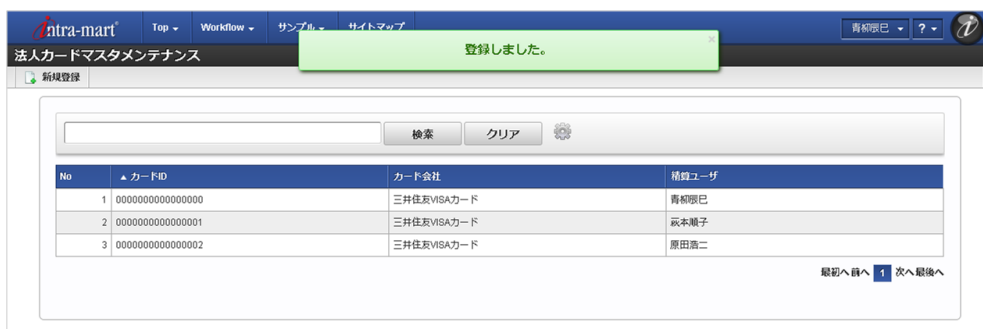 intra-mart Top Workflow サンプル サイトマップ 青柳辰巳 ?
登録しました。 ×
法人カードマスタメンテナンス
新規登録
検索 クリア
No ▲ カードID カード会社 精算ユーザ
1 0000000000000000 三井住友VISAカード 青柳辰巳
2 0000000000000001 三井住友VISAカード 萩本順子
3 0000000000000002 三井住友VISAカード 原田浩二
最初へ 前へ 1 次へ 最後へ